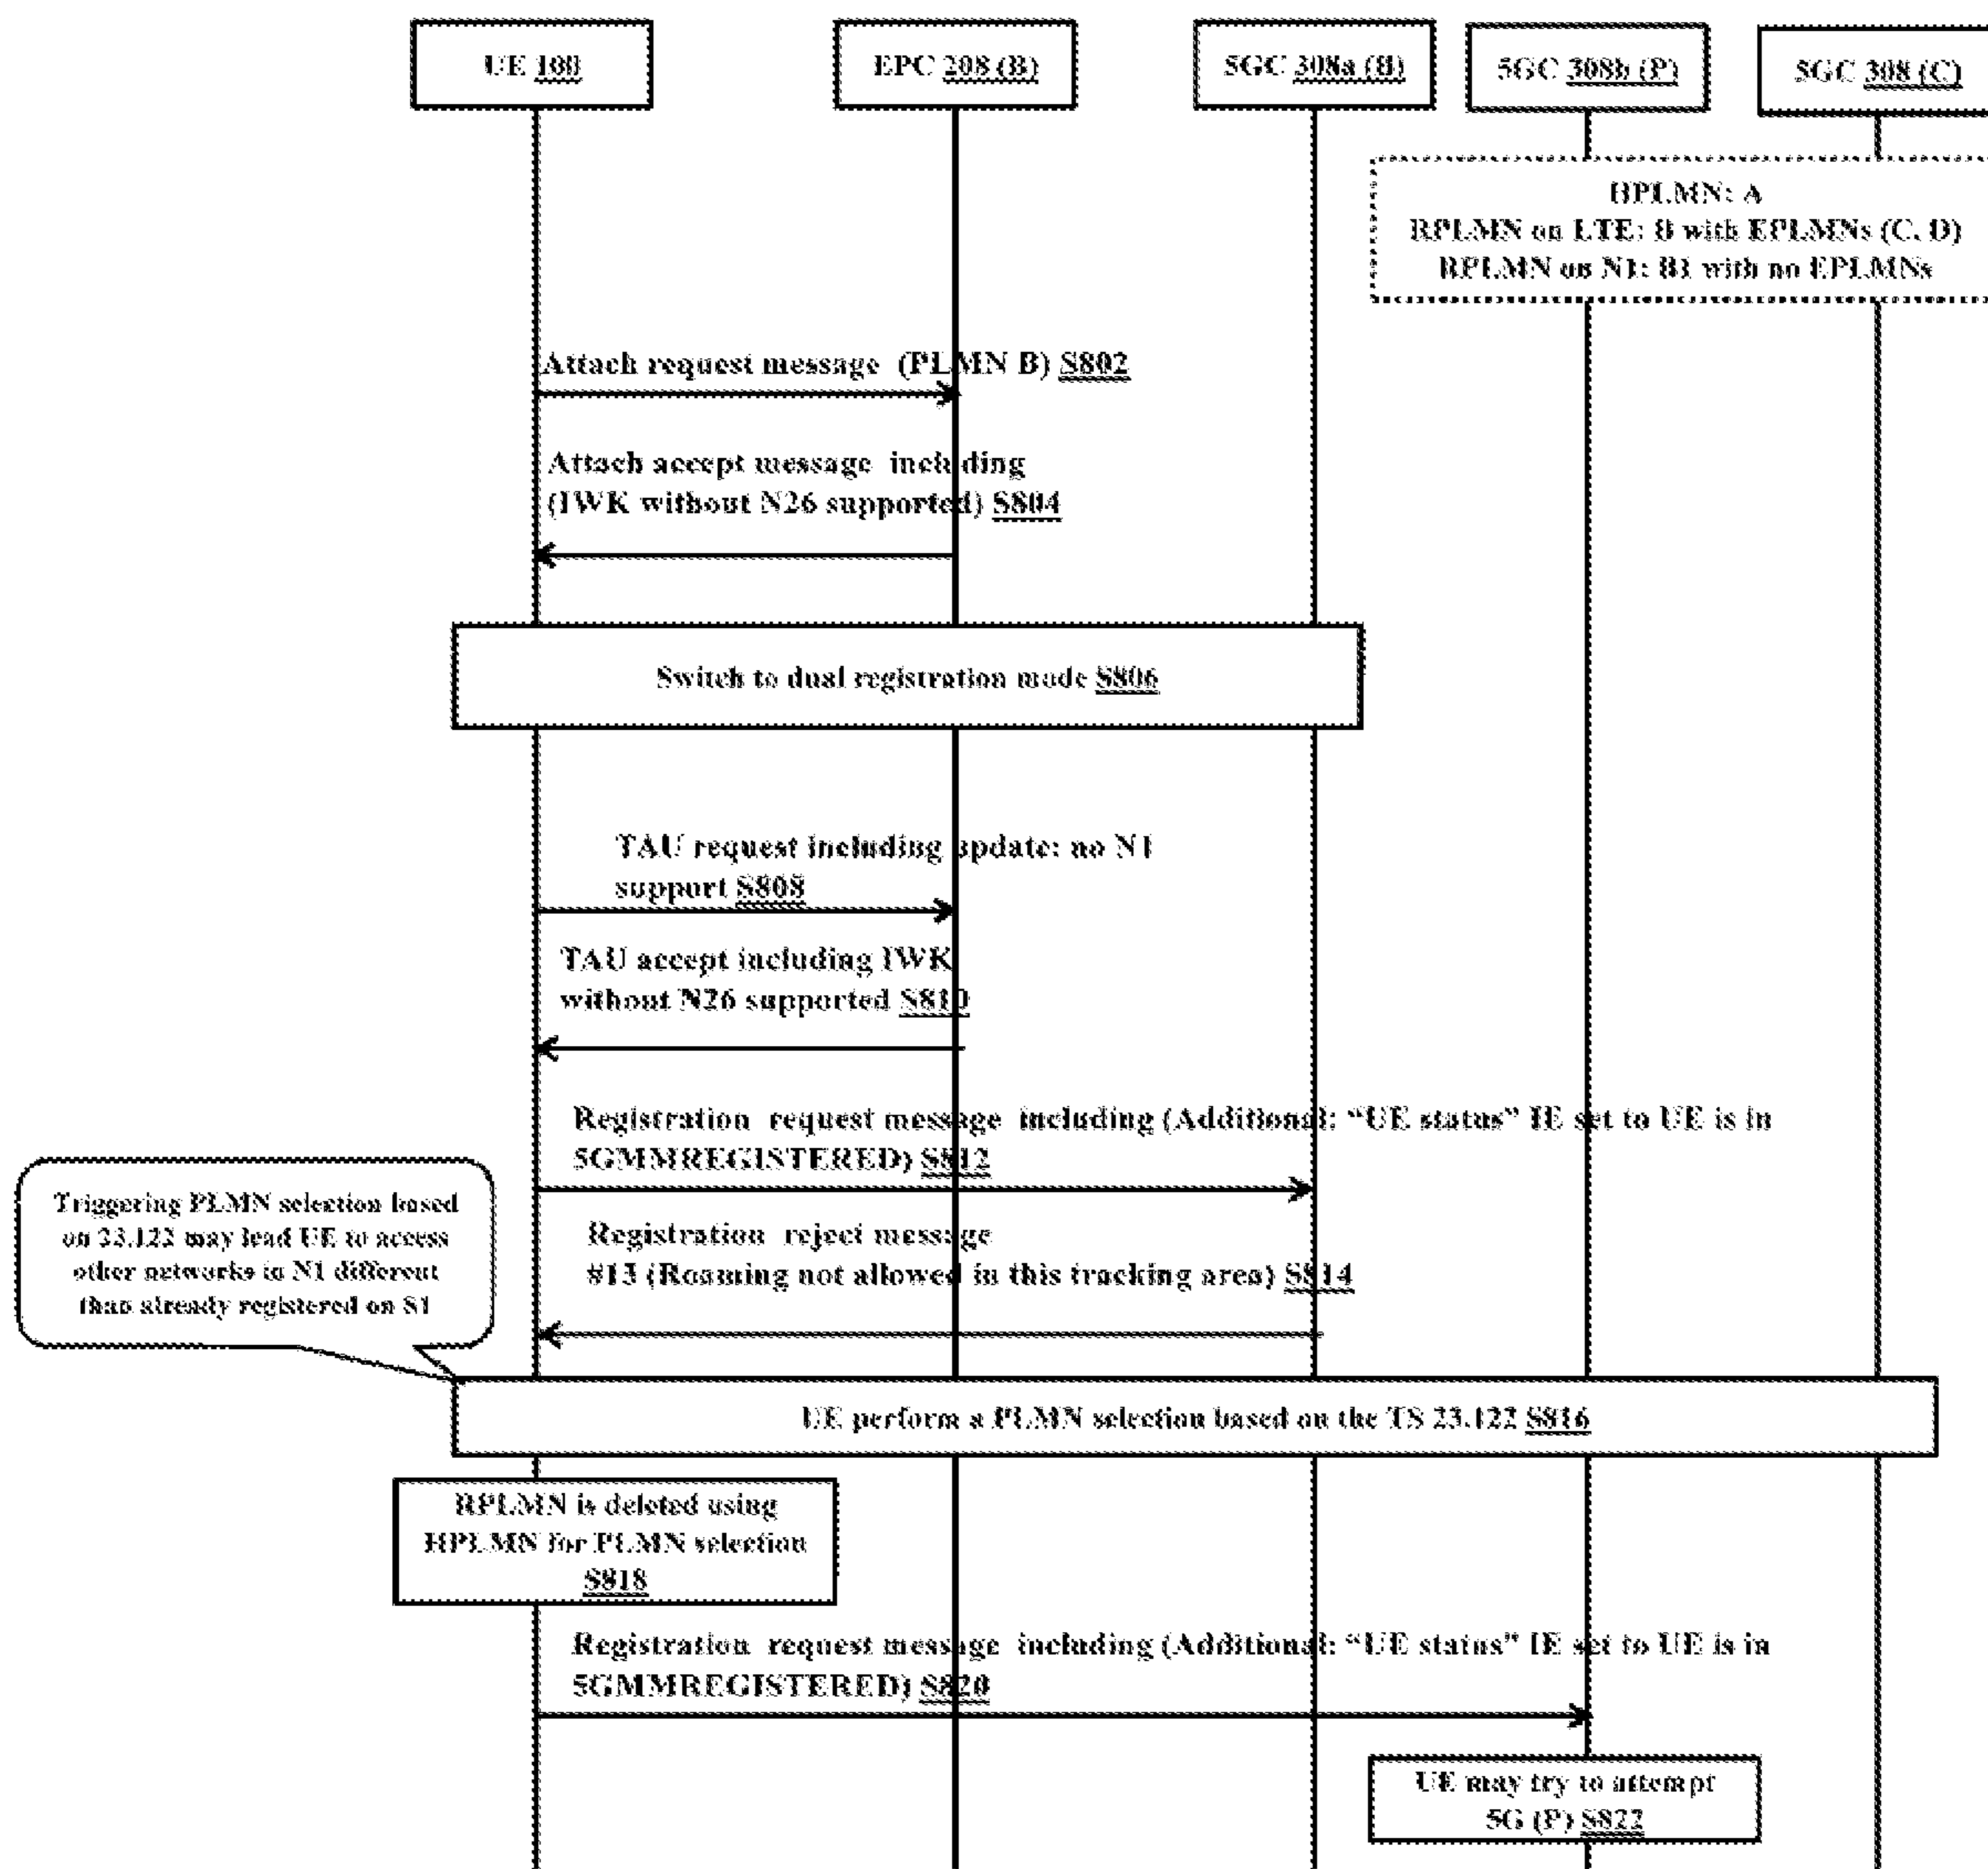 UE 100
EPC 208 (B)
5GC 308a (B)
5GC 308b (P)
5GC 308 (C)
HPLMN: A
RPLMN on LTE: B with EPLMNs (C, D)
RPLMN on N1: B1 with no EPLMNs
Attach request message (PLMN B) S802
Attach accept message including
(IWK without N26 supported) S804
Switch to dual registration mode S806
TAU request including update: no N1
support S808
TAU accept including IWK
without N26 supported S810
Registration request message including (Additional: “UE status” IE set to UE is in
5GMMREGISTERED) S812
Triggering PLMN selection based
on 23.122 may lead UE to access
other networks in N1 different
than already registered on S1
Registration reject message
#13 (Roaming not allowed in this tracking area) S814
UE perform a PLMN selection based on the TS 23.122 S816
RPLMN is deleted using
HPLMN for PLMN selection
S818
Registration request message including (Additional: “UE status” IE set to UE is in
5GMMREGISTERED) S820
UE may try to attempt
5G (P) S822